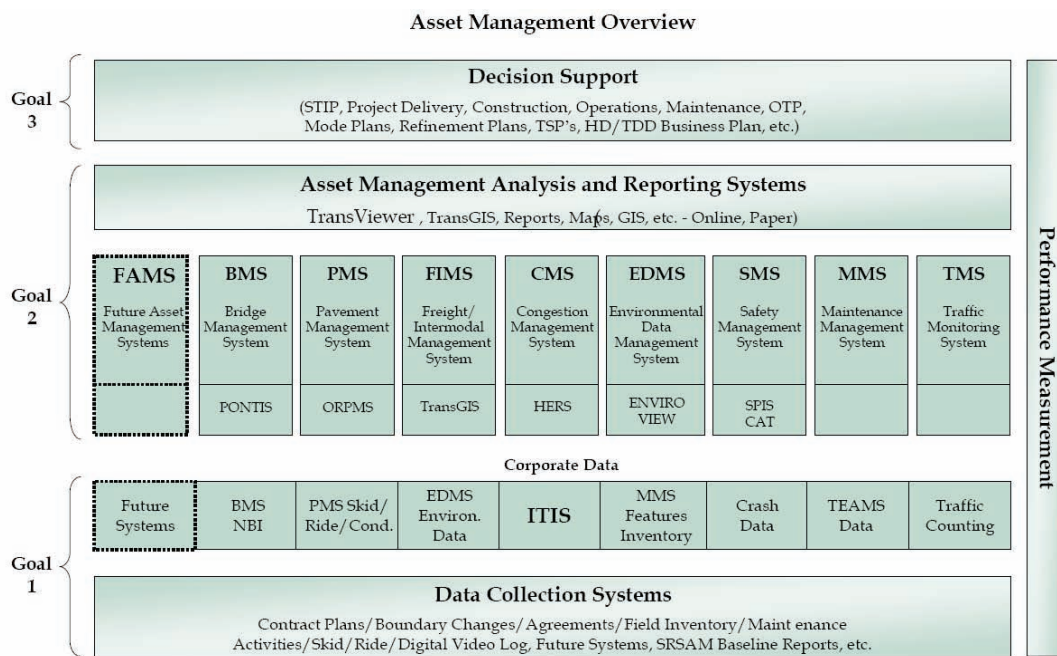 Asset Management Overview
Goal
3
Decision Support
(STIP, Project Delivery, Construction, Operations, Maintenance, OTP,
Mode Plans, Refinement Plans, TSP's, HD/TDD Business Plan, etc.)
Goal
2
Asset Management Analysis and Reporting Systems
TransViewer , TransGIS, Reports, Maps, (GIS, etc. - Online, Paper)
FAMS
Future Asset
Management
Systems
BMS
Bridge
Management
System
PONTIS
PMS
Pavement
Management
System
ORPMS
FIMS
Freight/
Intermodal
Management
System
TransGIS
CMS
Congestion
Management
System
HERS
EDMS
Environmental
Data
Management
System
ENVIRO
VIEW
SMS
Safety
Management
System
SPIS
CAT
MMS
Maintenance
Management
System
TMS
Traffic
Monitoring
System
Goal
1
Corporate Data
Future
Systems
BMS
NBI
PMS Skid/
Ride/Cond.
EDMS
Environ.
Data
ITIS
MMS
Features
Inventory
Crash
Data
TEAMS
Data
Traffic
Counting
Data Collection Systems
Contract Plans/Boundary Changes/Agreements/Field Inventory/Maint enance
Activities/Skid/Ride/Digital Video Log, Future Systems, SRSAM Baseline Reports, etc.
Performance Measurement